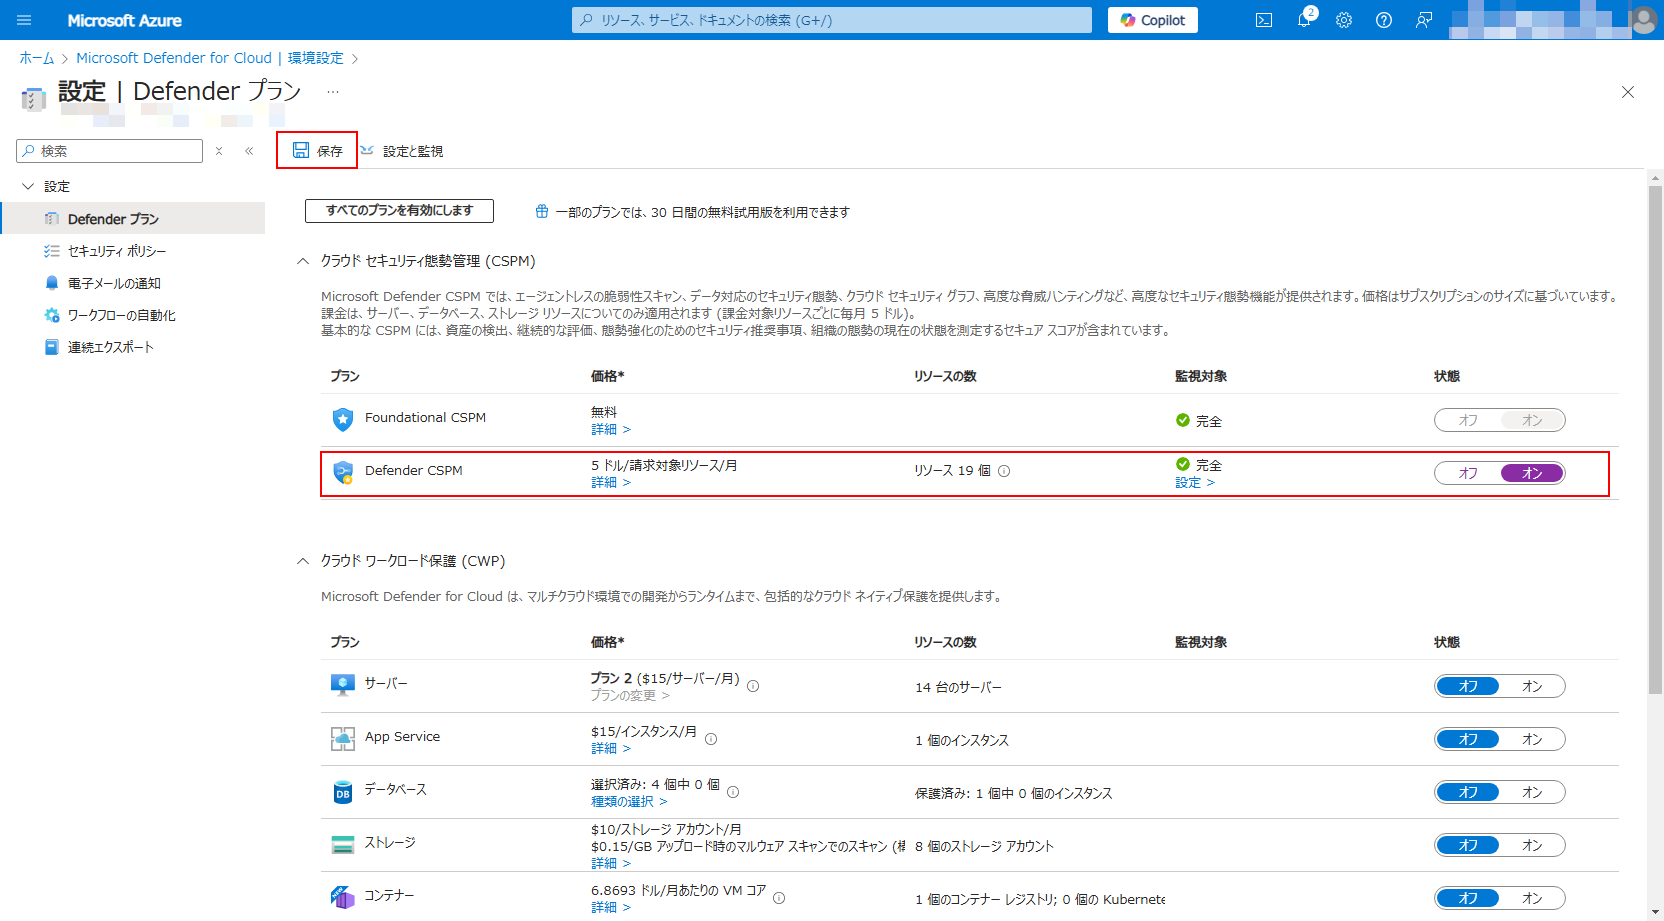 Microsoft Azure
リソース、サービス、ドキュメントの検索 (G+/)
Copilot
2
ホーム > Microsoft Defender for Cloud | 環境設定 >
設定 | Defender プラン ...
検索
保存
設定と監視
設定
Defender プラン
セキュリティ ポリシー
電子メールの通知
ワークフローの自動化
連続エクスポート
すべてのプランを有効にします
一部のプランでは、30 日間の無料試用版を利用できます
クラウド セキュリティ態勢管理 (CSPM)
Microsoft Defender CSPM では、エージェントレスの脆弱性スキャン、データ対応のセキュリティ態勢、クラウド セキュリティ グラフ、高度な脅威ハンティングなど、高度なセキュリティ態勢機能が提供されます。価格はサブスクリプションのサイズに基づいています。
課金は、サーバー、データベース、ストレージ リソースについてのみ適用されます (課金対象リソースごとに毎月 5 ドル)。
基本的な CSPM には、資産の検出、継続的な評価、態勢強化のためのセキュリティ推奨事項、組織の態勢の現在の状態を測定するセキュア スコアが含まれています。
プラン 価格* リソースの数 監視対象 状態
Foundational CSPM 無料 完全 オフ オン
詳細 >
Defender CSPM 5 ドル/請求対象リソース/月 リソース 19 個 完全 オフ オン
詳細 > 設定 >
クラウド ワークロード保護 (CWP)
Microsoft Defender for Cloud は、マルチクラウド環境での開発からランタイムまで、包括的なクラウド ネイティブ保護を提供します。
プラン 価格* リソースの数 監視対象 状態
サーバー プラン 2 ($15/サーバー/月) 14 台のサーバー オフ オン
プランの変更 >
App Service $15/インスタンス/月 1 個のインスタンス オフ オン
詳細 >
データベース 選択済み: 4 個中 0 個 保護済み: 1 個中 0 個のインスタンス オフ オン
種類の選択 >
ストレージ $10/ストレージ アカウント/月
$0.15/GB アップロード時のマルウェア スキャンでのスキャン ( 8 個のストレージ アカウント オフ オン
詳細 >
コンテナー 6.8693 ドル/月あたりの VM コア 1 個のコンテナー レジストリ; 0 個の Kubernete オフ オン
詳細 >